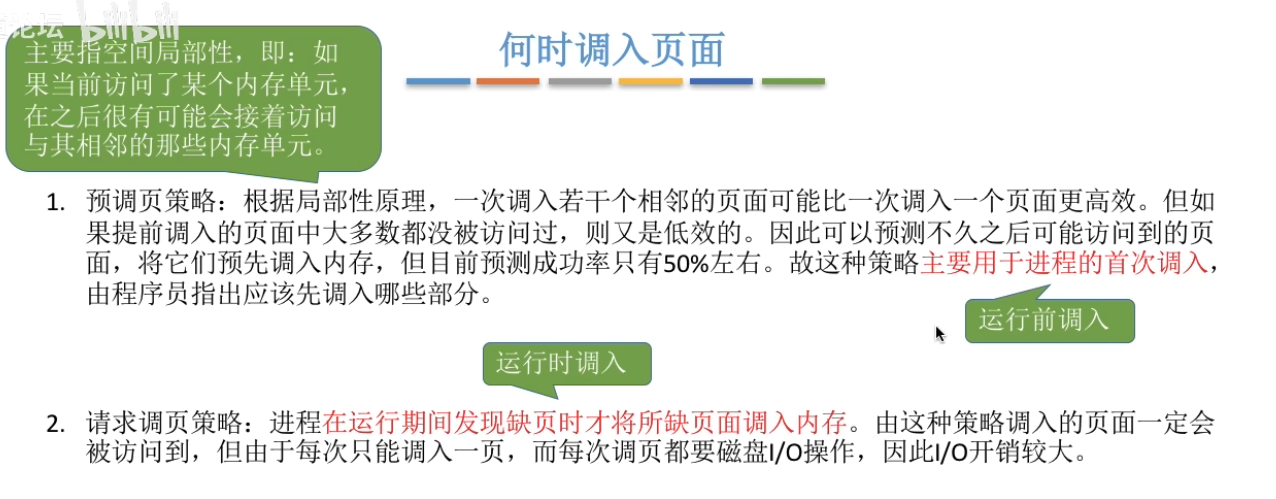 论坛 bilibili
主要指空间局部性，即：如
果当前访问了某个内存单元，
在之后很有可能会接着访问
与其相邻的那些内存单元。
何时调入页面
1. 预调页策略：根据局部性原理，一次调入若干个相邻的页面可能比一次调入一个页面更高效。但如
果提前调入的页面中大多数都没被访问过，则又是低效的。因此可以预测不久之后可能访问到的页
面，将它们预先调入内存，但目前预测成功率只有50%左右。故这种策略主要用于进程的首次调入，
由程序员指出应该先调入哪些部分。
运行前调入
运行时调入
2. 请求调页策略：进程在运行期间发现缺页时才将所缺页面调入内存。由这种策略调入的页面一定会
被访问到，但由于每次只能调入一页，而每次调页都要磁盘I/O操作，因此I/O开销较大。